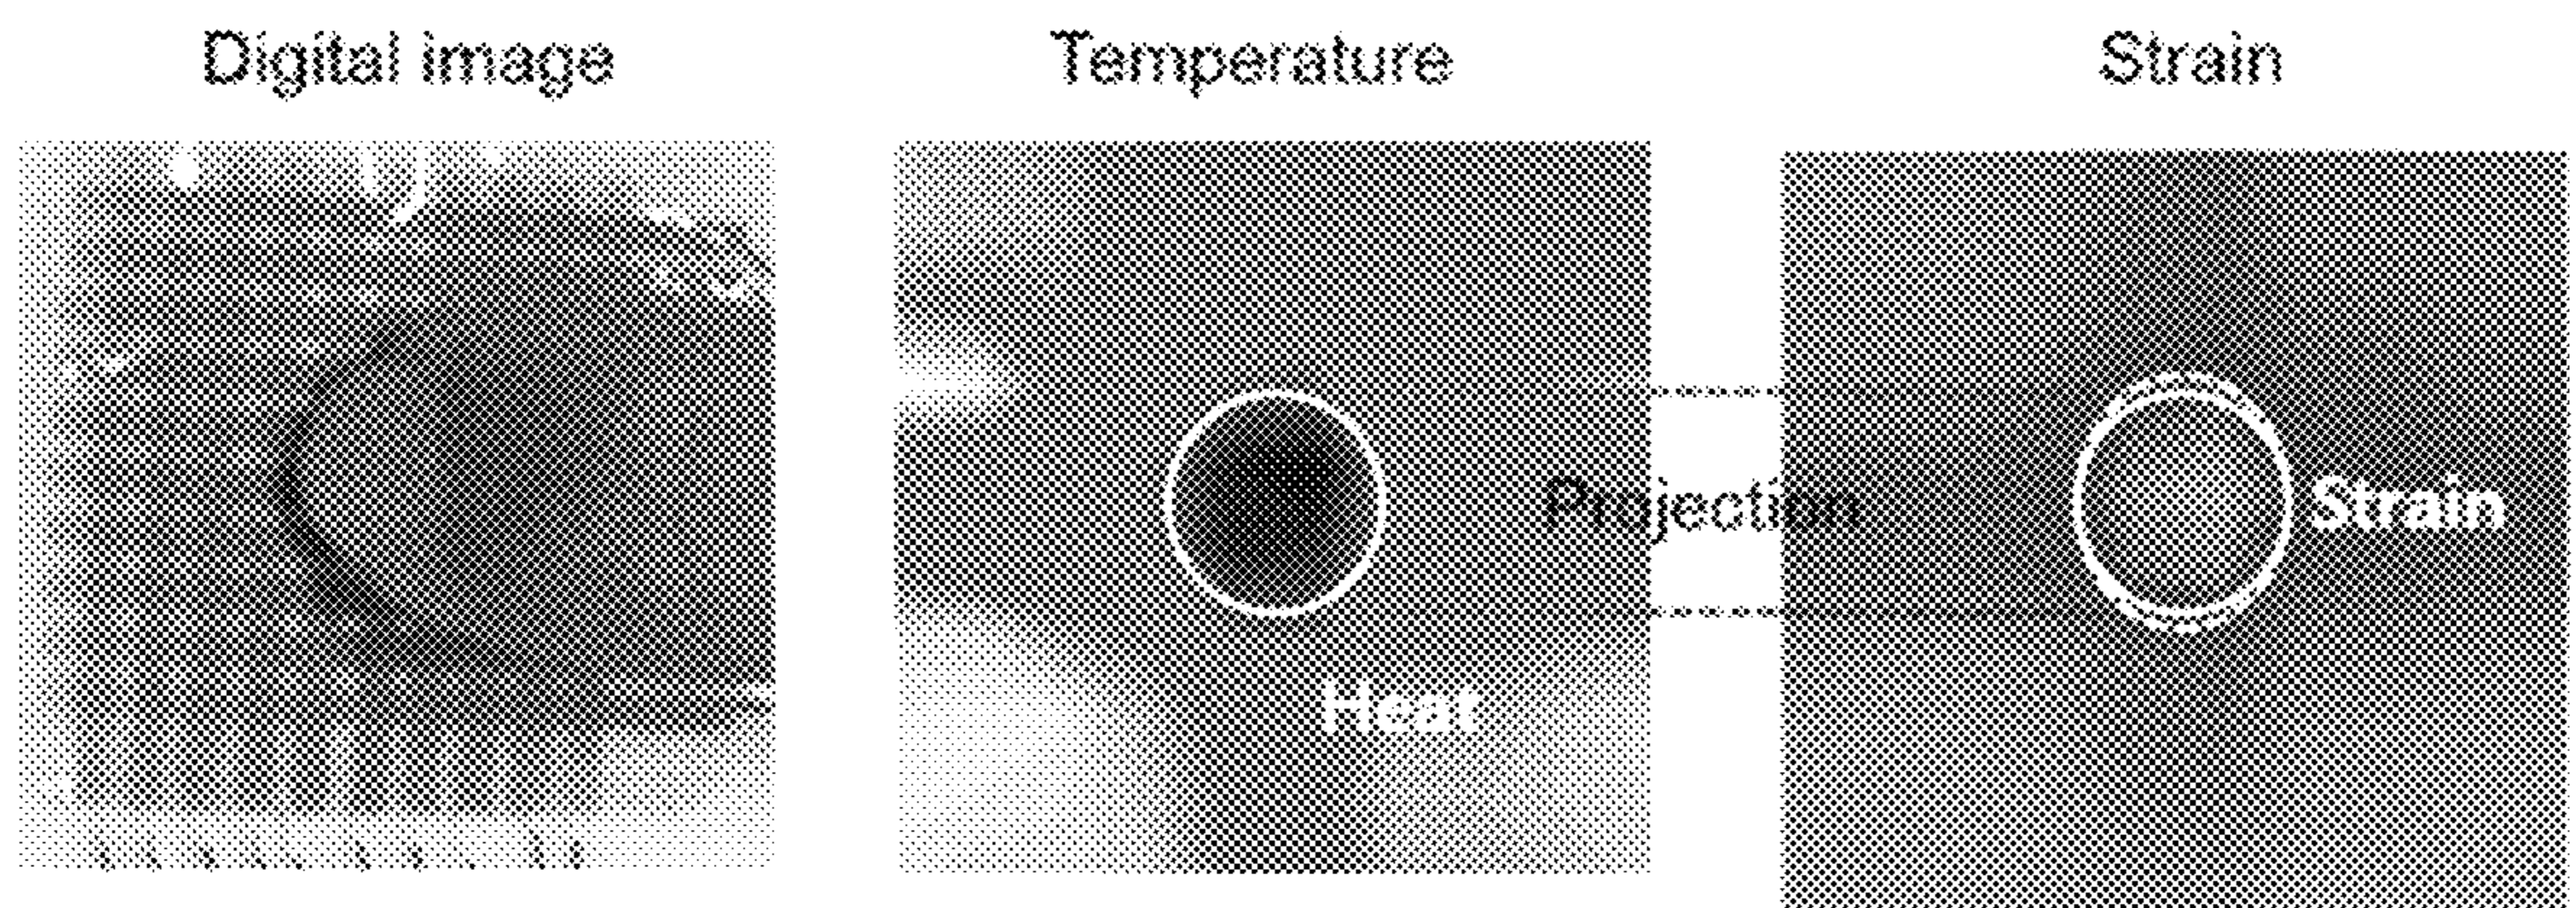 Digital image
Temperature
Strain
Projection
Strain
Heat